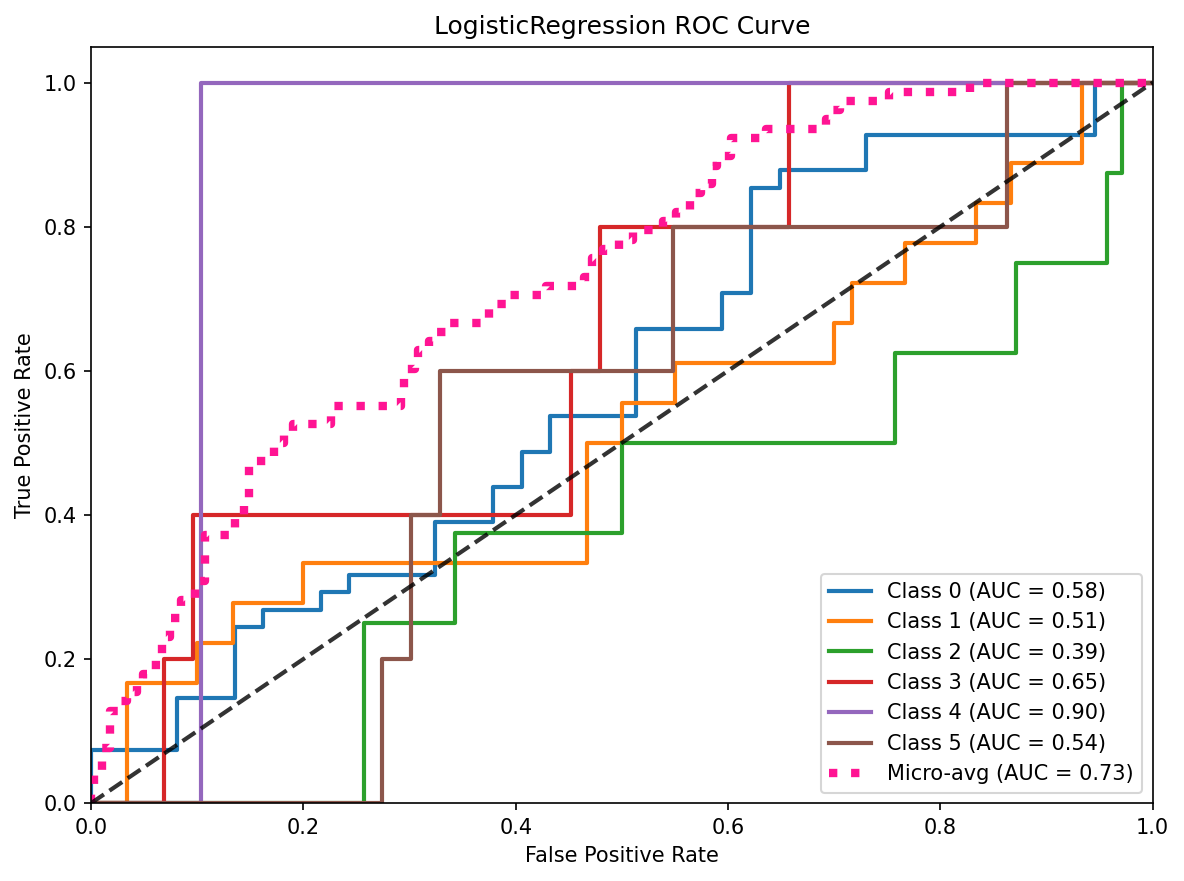 LogisticRegression ROC Curve
True Positive Rate
1.0
0.8
0.6
0.4
0.2
0.0
Class 0 (AUC = 0.58)
Class 1 (AUC = 0.51)
Class 2 (AUC = 0.39)
Class 3 (AUC = 0.65)
Class 4 (AUC = 0.90)
Class 5 (AUC = 0.54)
Micro-avg (AUC = 0.73)
0.0 0.2 0.4 0.6 0.8 1.0
False Positive Rate